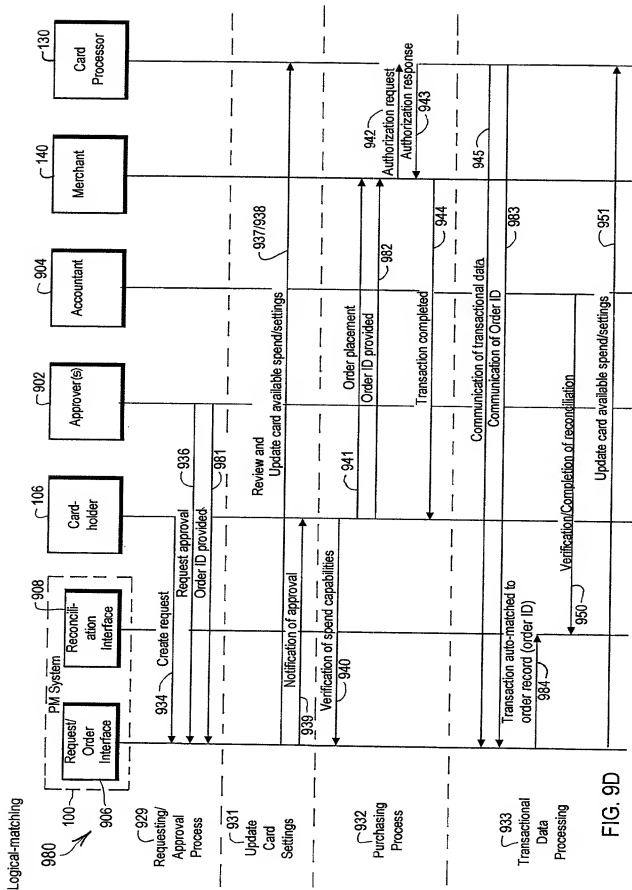 Logical-matching
980
100
PM System
906
Request/
Order
Interface
908
Reconcili-
ation
Interface
106
Card-
holder
902
Approver(s)
904
Accountant
140
Merchant
130
Card
Processor
929
Requesting/
Approval
Process
934
Create request
Request approval
936
Order ID provided
981
931
Update
Card
Settings
Review and
Update card available spend/settings
937/938
Notification of approval
939
932
Purchasing
Process
Verification of spend capabilities
940
941
Order placement
Order ID provided
982
942
Authorization request
Authorization response
943
Transaction completed
944
933
Transactional
Data
Processing
945
Communication of transactional data
Communication of Order ID
983
Transaction auto-matched to
order record (order ID)
984
Verification/Completion of reconciliation
950
Update card available spend/settings
951
FIG. 9D